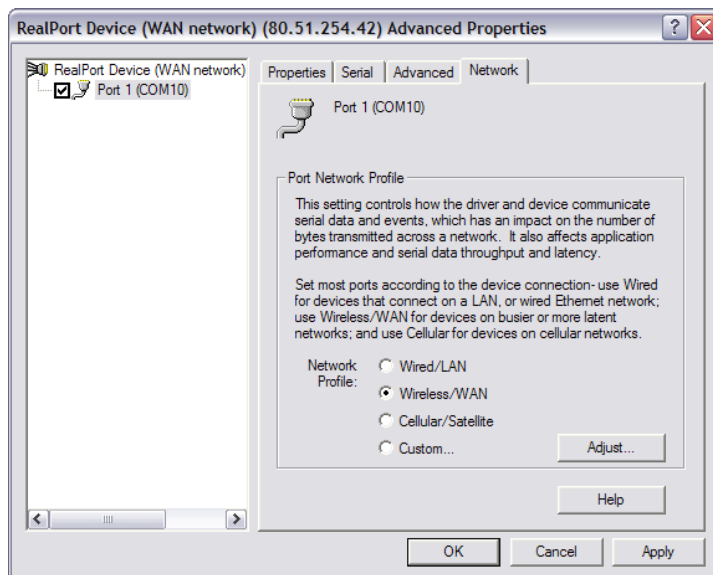 RealPort Device (WAN network) (80.51.254.42) Advanced Properties
RealPort Device (WAN network)
Port 1 (COM10)
Properties Serial Advanced Network
Port 1 (COM10)
Port Network Profile
This setting controls how the driver and device communicate
serial data and events, which has an impact on the number of
bytes transmitted across a network. It also affects application
performance and serial data throughput and latency.
Set most ports according to the device connection- use Wired
for devices that connect on a LAN, or wired Ethernet network;
use Wireless/WAN for devices on busier or more latent
networks; and use Cellular for devices on cellular networks.
Network
Profile:
Wired/LAN
Wireless/WAN
Cellular/Satellite
Custom...
Adjust...
Help
OK Cancel Apply